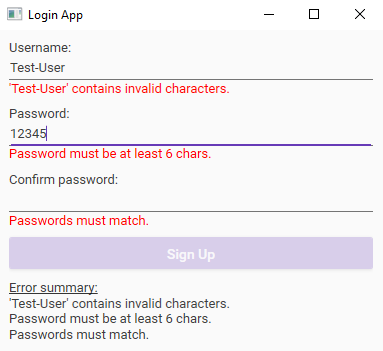 Login App
Username:
Test-User
'Test-User' contains invalid characters.
Password:
12345
Password must be at least 6 chars.
Confirm password:
Passwords must match.
Sign Up
Error summary:
'Test-User' contains invalid characters.
Password must be at least 6 chars.
Passwords must match.